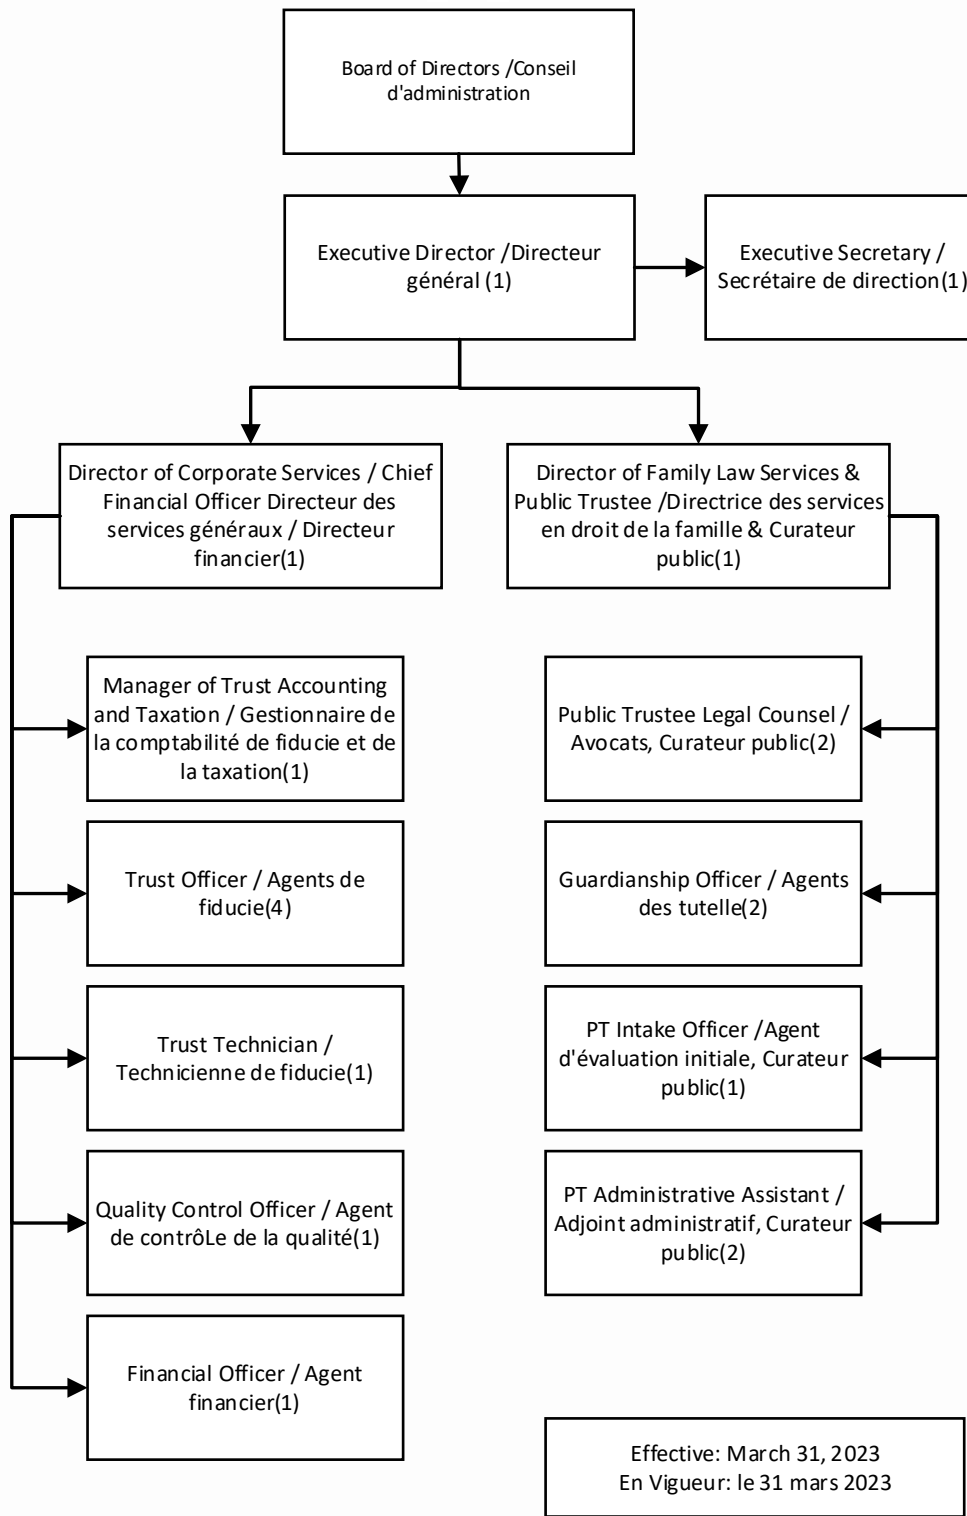 Board of Directors /Conseil
d'administration
Executive Director /Directeur
général (1)
Executive Secretary /
Secrétaire de direction(1)
Director of Corporate Services / Chief
Financial Officer Directeur des
services généraux / Directeur
financier(1)
Director of Family Law Services &
Public Trustee /Directrice des services
en droit de la famille & Curateur
public(1)
Manager of Trust Accounting
and Taxation / Gestionnaire de
la comptabilité de fiducie et de
la taxation(1)
Trust Officer / Agents de
fiducie(4)
Trust Technician /
Technicienne de fiducie(1)
Quality Control Officer / Agent
de contrôLe de la qualité(1)
Financial Officer / Agent
financier(1)
Public Trustee Legal Counsel /
Avocats, Curateur public(2)
Guardianship Officer / Agents
des tutelle(2)
PT Intake Officer /Agent
d'évaluation initiale, Curateur
public(1)
PT Administrative Assistant /
Adjoint administratif, Curateur
public(2)
Effective: March 31, 2023
En Vigueur: le 31 mars 2023